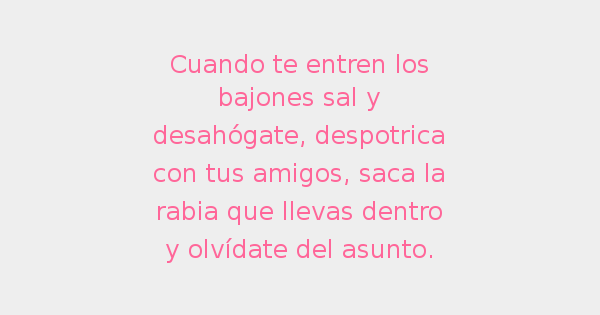 Cuando te entren los
bajones sal y
desahógate, despotrica
con tus amigos, saca la
rabia que llevas dentro
y olvídate del asunto.